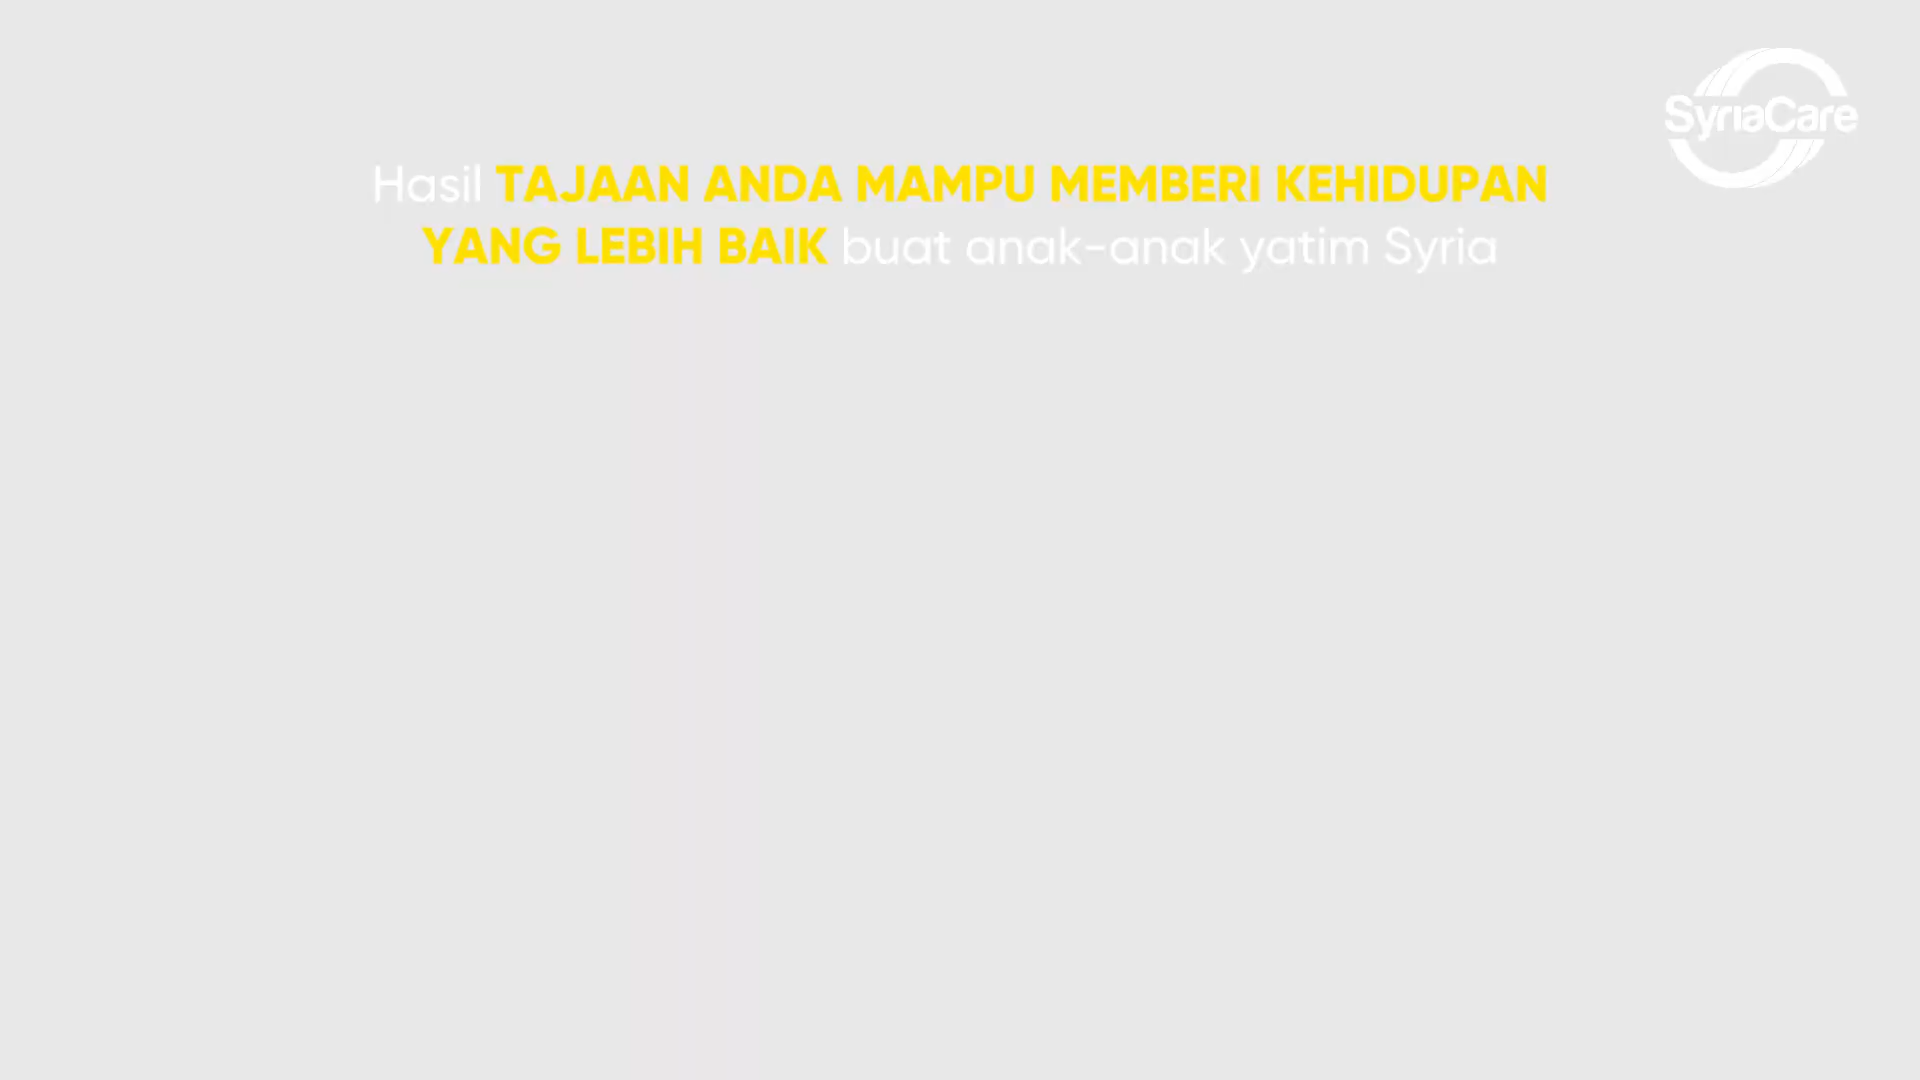 SyriaCare
Hasil TAJAAN ANDA MAMPU MEMBERI KEHIDUPAN
YANG LEBIH BAIK buat anak-anak yatim Syria